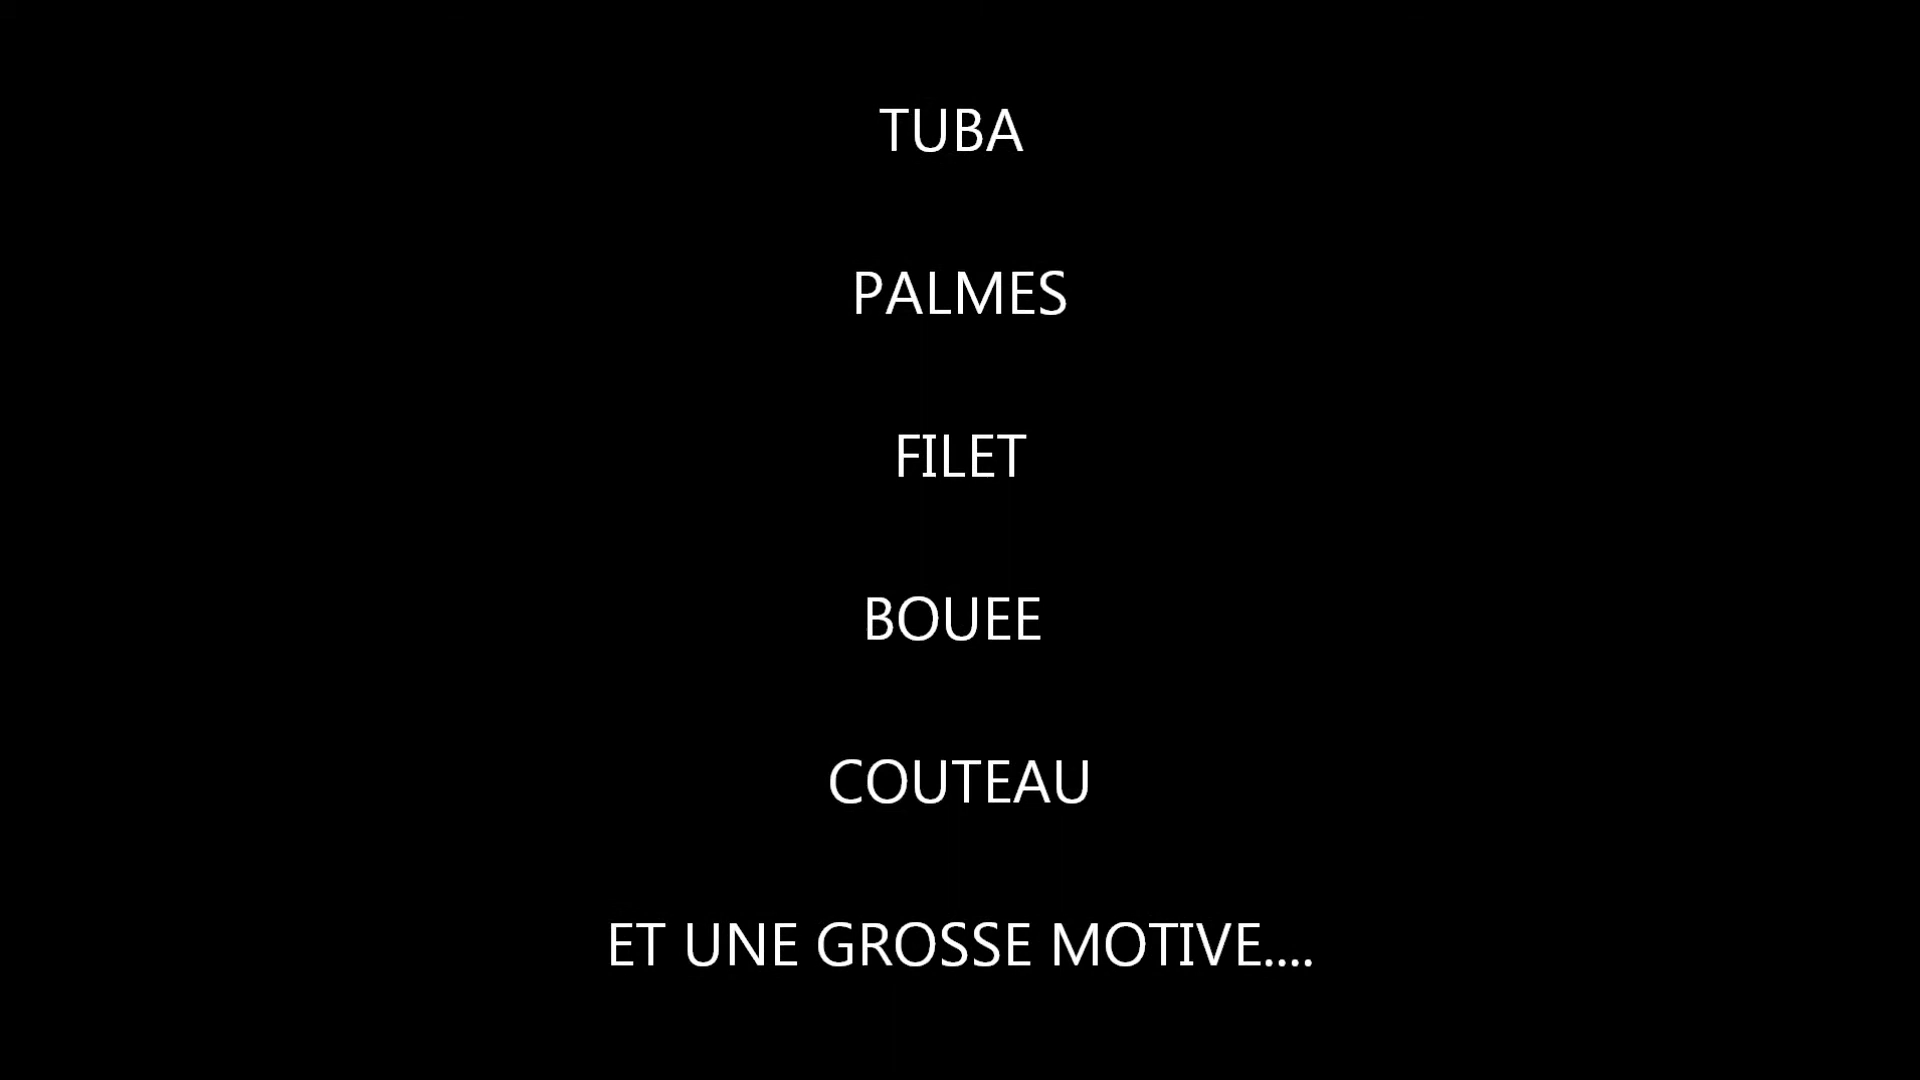 TUBA
PALMES
FILET
BOUEE
COUTEAU
ET UNE GROSSE MOTIVE....